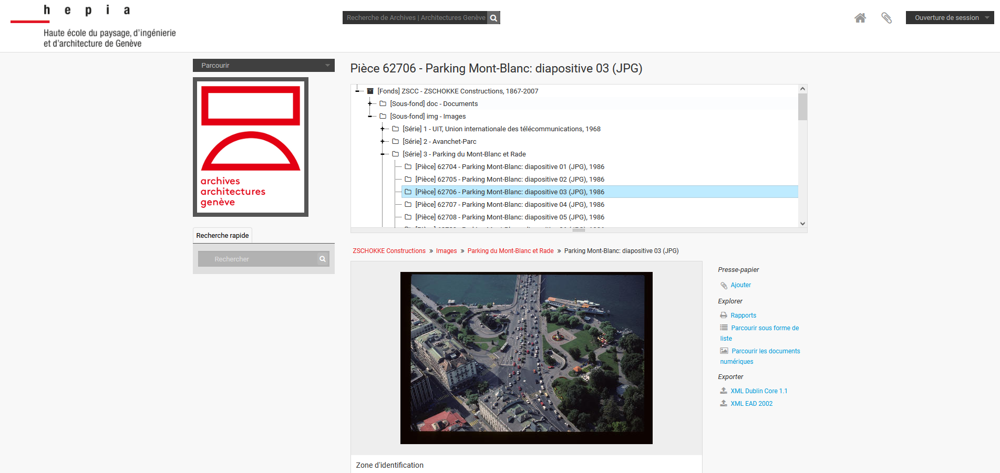 hepia
Haute école du paysage, d'ingénierie
et d'architecture de Genève
Recherche de Archives | Architectures Genève
Ouverture de session
Parcourir
archives
architectures
genève
Recherche rapide
Rechercher
Pièce 62706 - Parking Mont-Blanc: diapositive 03 (JPG)
[Fonds] ZSCC - ZSCHOKKE Constructions, 1867-2007
[Sous-fond] doc - Documents
[Sous-fond] img - Images
[Série] 1 - UIT, Union internationale des télécommunications, 1968
[Série] 2 - Avanchet-Parc
[Série] 3 - Parking du Mont-Blanc et Rade
[Pièce] 62704 - Parking Mont-Blanc: diapositive 01 (JPG), 1986
[Pièce] 62705 - Parking Mont-Blanc: diapositive 02 (JPG), 1986
[Pièce] 62706 - Parking Mont-Blanc: diapositive 03 (JPG), 1986
[Pièce] 62707 - Parking Mont-Blanc: diapositive 04 (JPG), 1986
[Pièce] 62708 - Parking Mont-Blanc: diapositive 05 (JPG), 1986
ZSCHOKKE Constructions » Images » Parking du Mont-Blanc et Rade » Parking Mont-Blanc: diapositive 03 (JPG)
Presse-papier
Ajouter
Explorer
Rapports
Parcourir sous forme de
liste
Parcourir les documents
numériques
Exporter
XML Dublin Core 1.1
XML EAD 2002
Zone d'identification